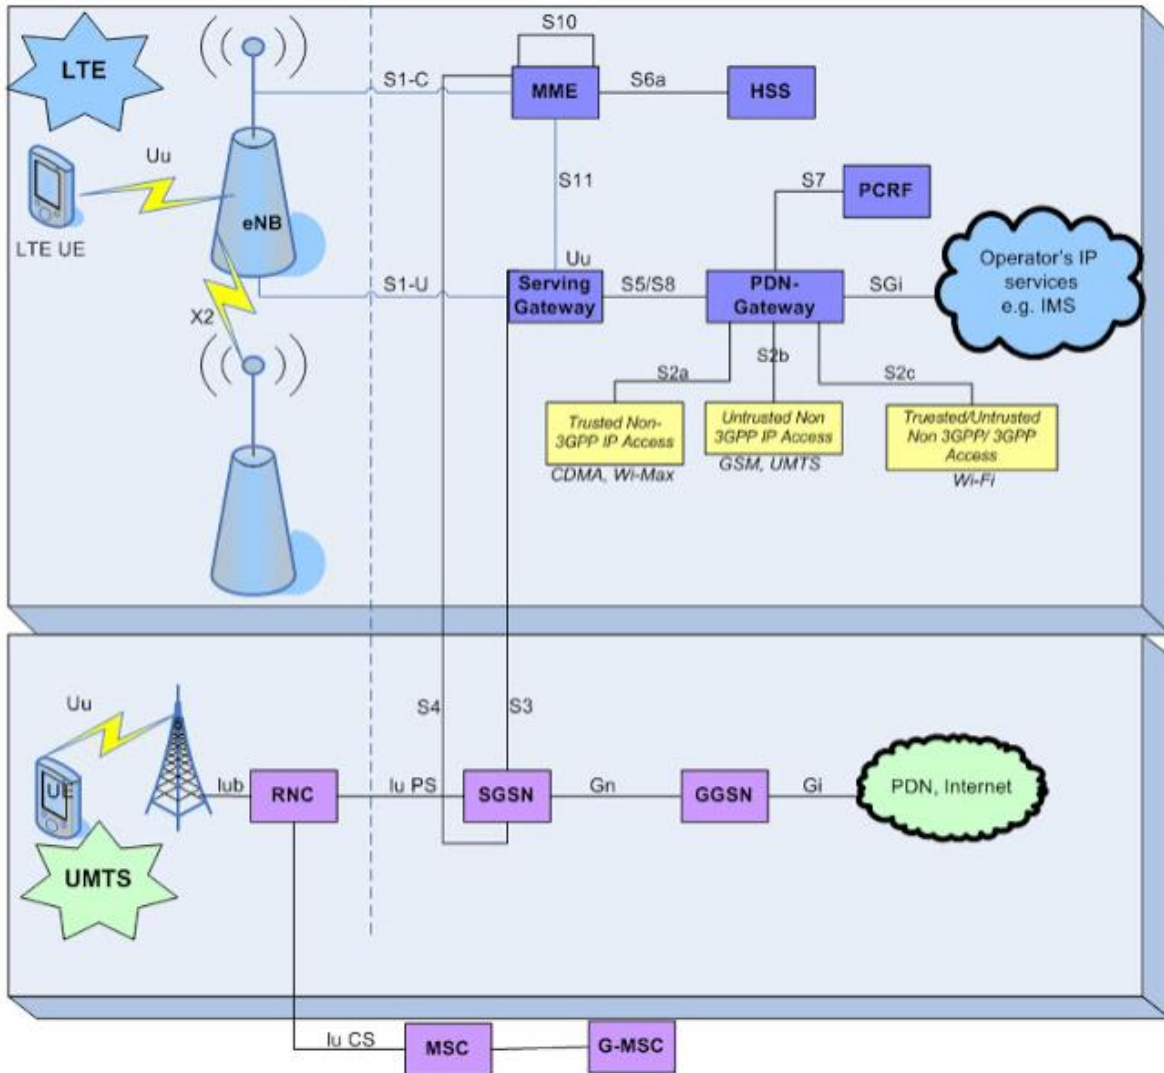 S10
LTE
S1-C
MME
S6a
HSS
Uu
S11
S7
PCRF
eNB
LTE UE
Uu
Operator's IP
services
e.g. IMS
S1-U
Serving
Gateway
S5/S8
PDN-
Gateway
SGi
X2
S2a
S2b
S2c
Trusted Non-
3GPP IP Access
CDMA, Wi-Max
Untrusted Non
3GPP IP Access
GSM, UMTS
Truested/Untrusted
Non 3GPP/ 3GPP
Access
Wi-Fi
Uu
S4
S3
UE
Iub
RNC
Iu PS
SGSN
Gn
GGSN
Gi
PDN, Internet
UMTS
Iu CS
MSC
G-MSC